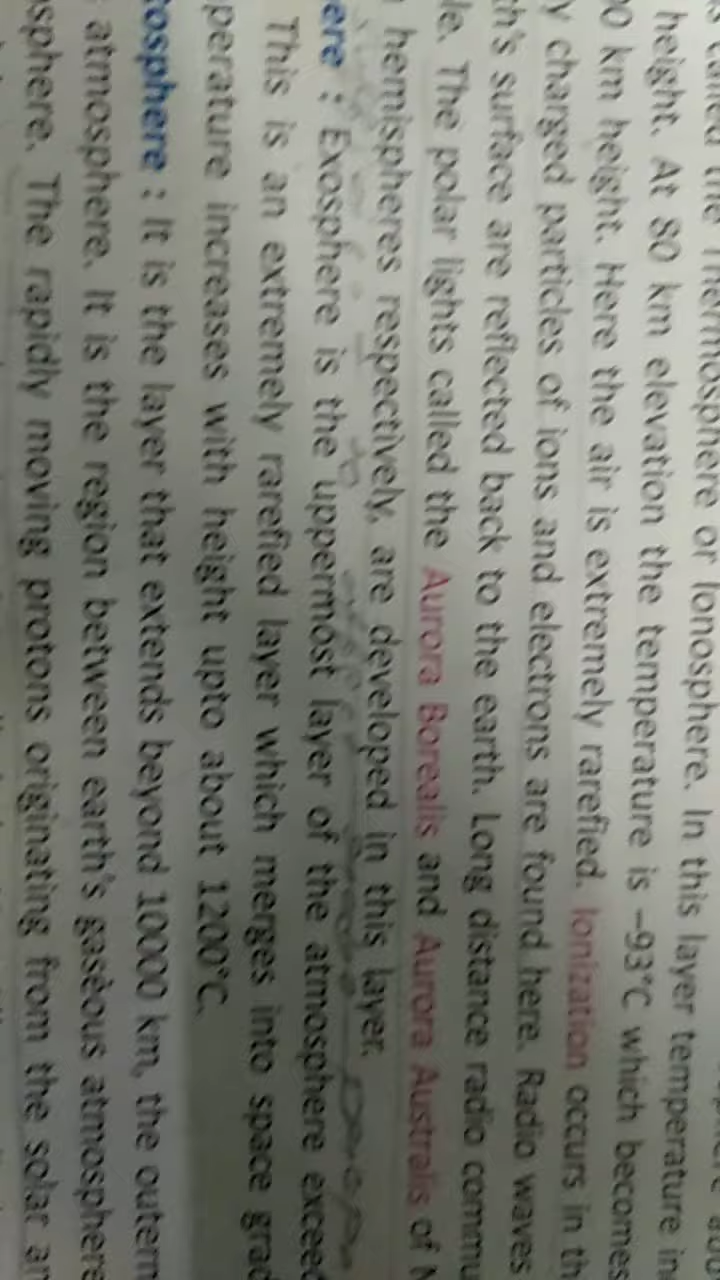 the Thermosphere or Ionosphere. In this layer temperature in
height. At 80 km elevation the temperature is –93°C which becomes
00 km height. Here the air is extremely rarefied. Ionization occurs in th
y charged particles of ions and electrons are found here. Radio waves
th's surface are reflected back to the earth. Long distance radio commu
le. The polar lights called the Aurora Borealis and Aurora Australis of N
hemispheres respectively, are developed in this layer.
ere : Exosphere is the uppermost layer of the atmosphere exceed
This is an extremely rarefied layer which merges into space grad
perature increases with height upto about 1200°C.
tosphere : It is the layer that extends beyond 10000 km, the outerm
atmosphere. It is the region between earth's gaseous atmosphere
sphere. The rapidly moving protons originating from the solar an